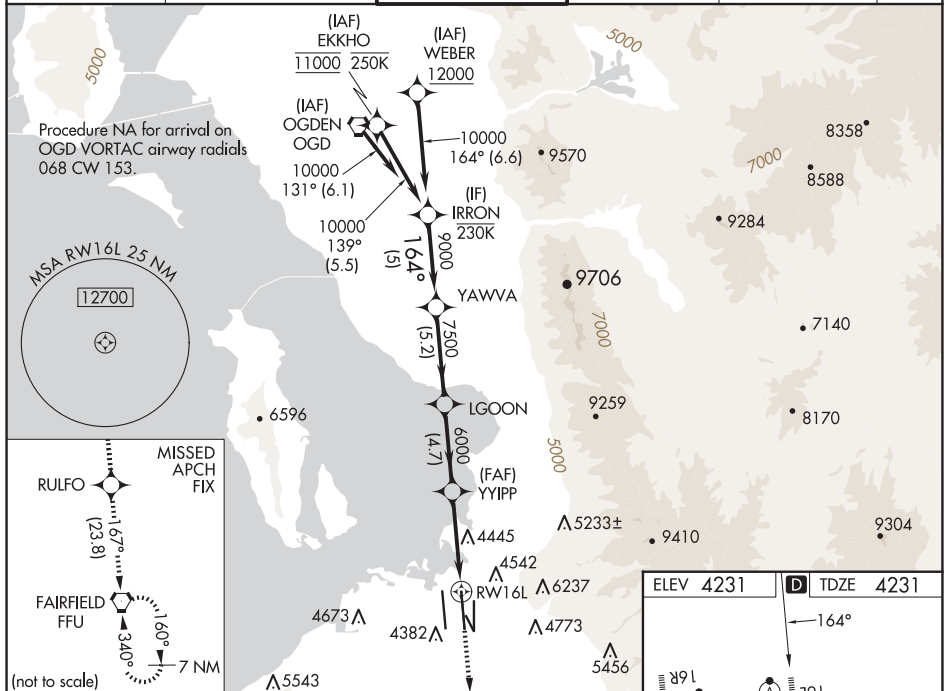 (IAF)
EKKHO
11000 250K
(IAF)
WEBER
12000
5000
5000
(IAF)
OGDEN
OGD
Procedure NA for arrival on
OGD VORTAC airway radials
068 CW 153.
10000
164° (6.6)
10000
131° (6.1)
10000
139°
(5.5)
(IF)
IRRON
230K
9570
8358
7000
8588
9284
MSA RW16L 25 NM
12700
164°
(5)
9000
YAWVA
9706
7000
7140
7500
(5.2)
LGOON
6596
9259
8170
5000
6000
(4.7)
(FAF)
YYIPP
MISSED
APCH
FIX
RULFO
167°
(23.8)
FAIRFIELD
FFU
340°
160°
7 NM
(not to scale)
4445
5233±
9410
9304
4542
RW16L
6237
4673
4382
4773
5456
5543
ELEV 4231
D
TDZE 4231
164°
16R